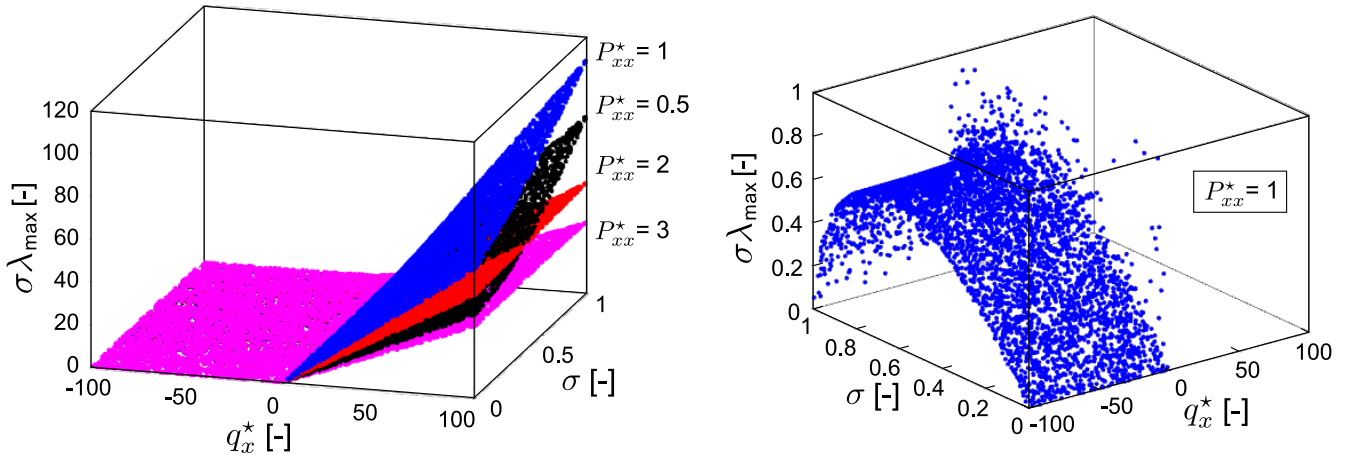 120
100
80
60
40
20
0
σλmax [-]
-100
-50
0
50
100
q*x [-]
0
0.5
1
σ [-]
P*xx = 1
P*xx = 0.5
P*xx = 2
P*xx = 3
1
0.8
0.6
0.4
0.2
0
σλmax [-]
1
0.8
0.6
0.4
0.2
0
σ [-]
-100
-50
0
50
100
q*x [-]
P*xx = 1